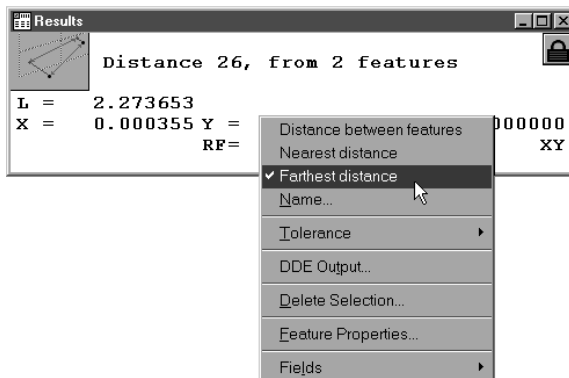 Results
Distance 26, from 2 features
L = 2.273653
X = 0.000355 Y = 000000
RF= XY
Distance between features
Nearest distance
Farthest distance
Name...
Tolerance
DDE Output...
Delete Selection...
Feature Properties...
Fields